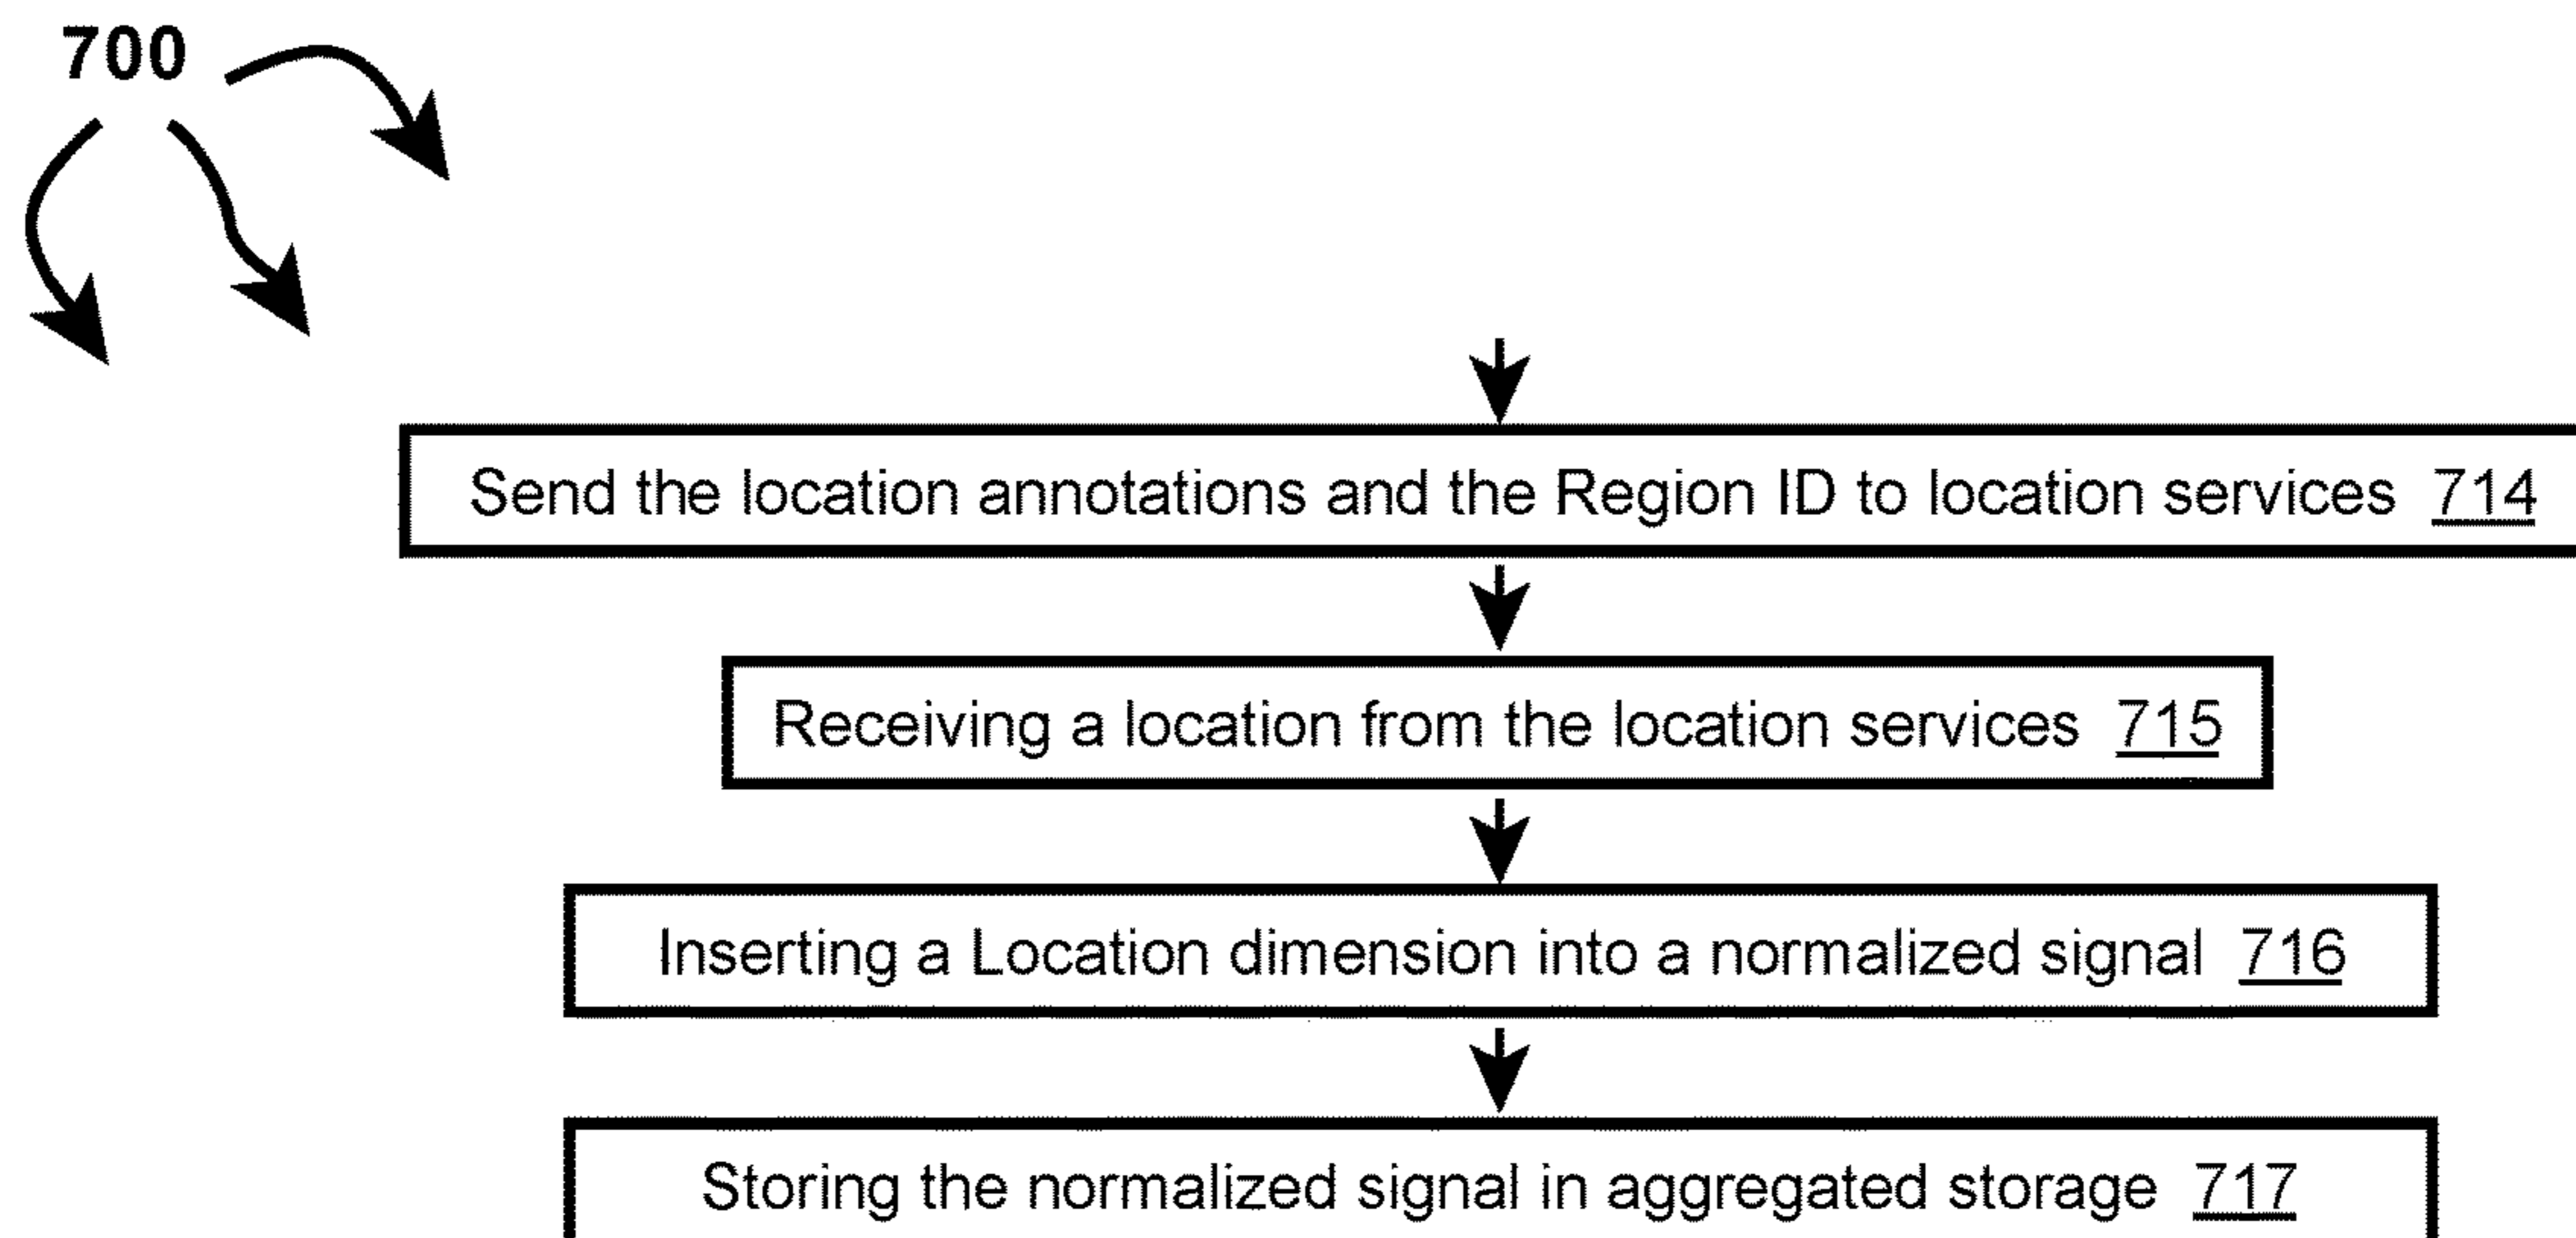 700
Send the location annotations and the Region ID to location services 714
Receiving a location from the location services 715
Inserting a Location dimension into a normalized signal 716
Storing the normalized signal in aggregated storage 717